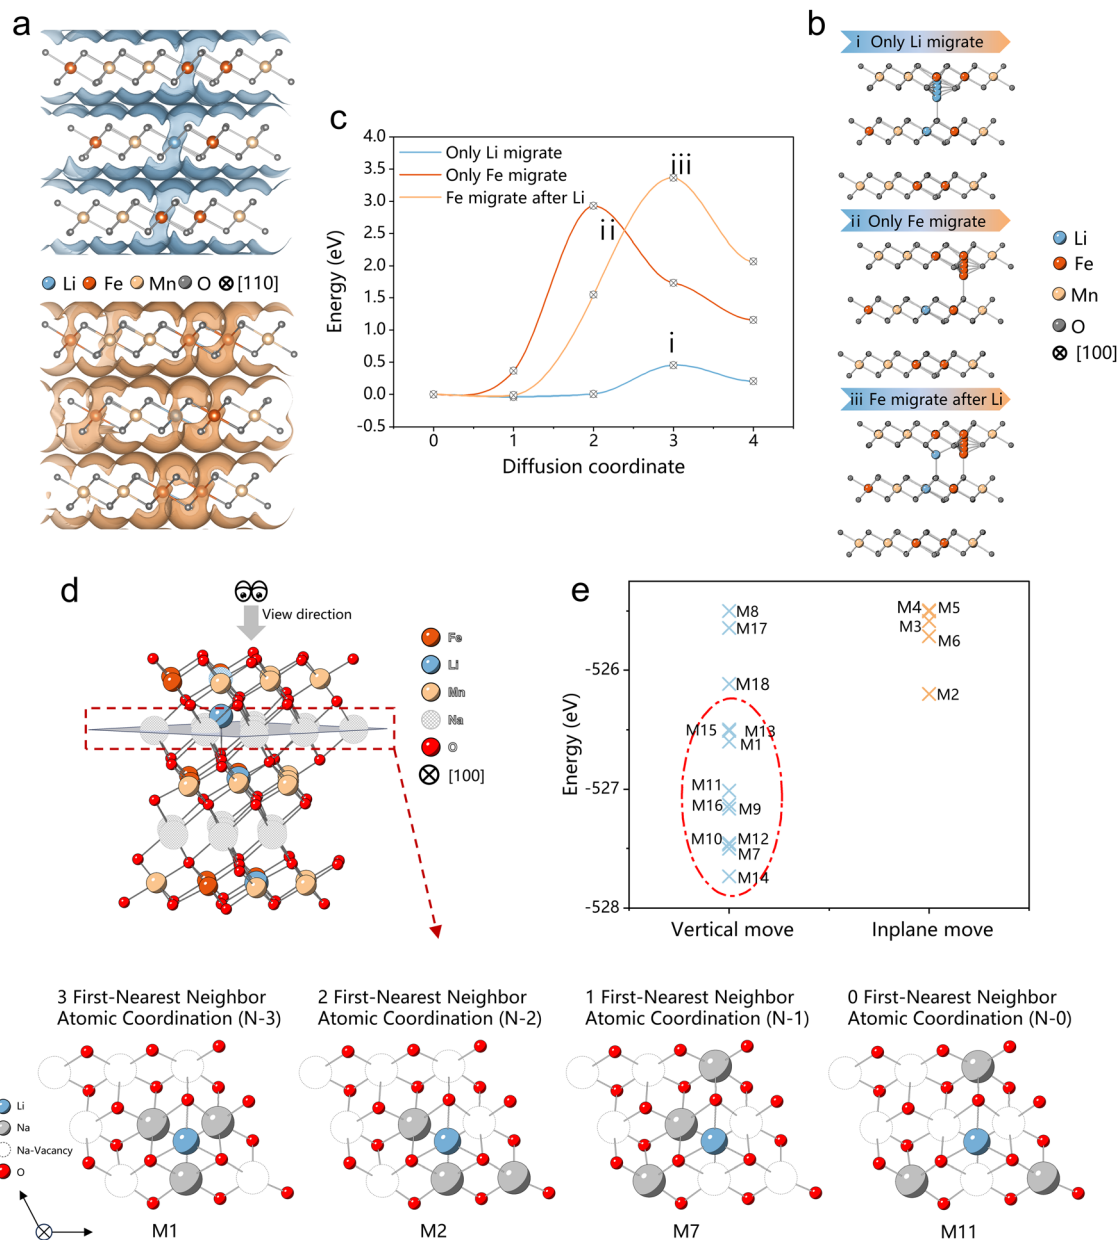 a
Li Fe Mn O [110]
b
i Only Li migrate
ii Only Fe migrate
iii Fe migrate after Li
Li
Fe
Mn
O
[100]
c
Energy (eV)
4.0
3.5
3.0
2.5
2.0
1.5
1.0
0.5
0.0
-0.5
Only Li migrate
Only Fe migrate
Fe migrate after Li
i
ii
iii
0 1 2 3 4
Diffusion coordinate
d
View direction
Fe
Li
Mn
Na
O
[100]
e
Energy (eV)
-526
-527
-528
M8
M17
M18
M15 M13
M1
M11
M16 M9
M10 M12
M7
M14
M4 M5
M3
M6
M2
Vertical move Inplane move
3 First-Nearest Neighbor
Atomic Coordination (N-3)
2 First-Nearest Neighbor
Atomic Coordination (N-2)
1 First-Nearest Neighbor
Atomic Coordination (N-1)
0 First-Nearest Neighbor
Atomic Coordination (N-0)
Li
Na
Na-Vacancy
O
M1
M2
M7
M11